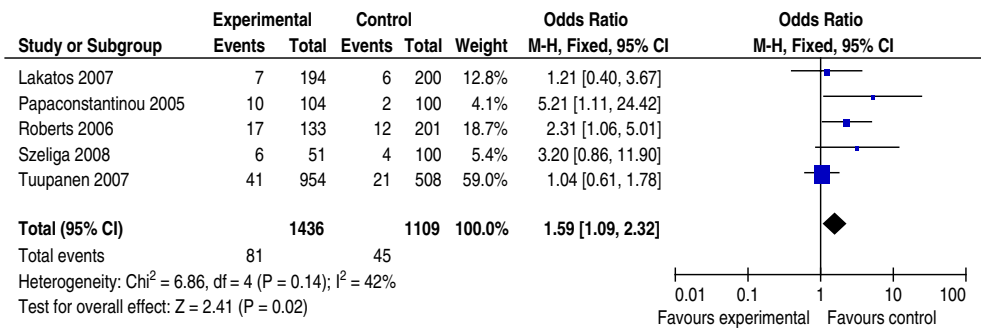 Experimental Control Odds Ratio Odds Ratio
Study or Subgroup Events Total Events Total Weight M-H, Fixed, 95% CI M-H, Fixed, 95% CI
Lakatos 2007 7 194 6 200 12.8% 1.21 [0.40, 3.67]
Papaconstantinou 2005 10 104 2 100 4.1% 5.21 [1.11, 24.42]
Roberts 2006 17 133 12 201 18.7% 2.31 [1.06, 5.01]
Szeliga 2008 6 51 4 100 5.4% 3.20 [0.86, 11.90]
Tuupanen 2007 41 954 21 508 59.0% 1.04 [0.61, 1.78]
Total (95% CI) 1436 1109 100.0% 1.59 [1.09, 2.32]
Total events 81 45
Heterogeneity: Chi² = 6.86, df = 4 (P = 0.14); I² = 42%
Test for overall effect: Z = 2.41 (P = 0.02)
0.01 0.1 1 10 100
Favours experimental Favours control